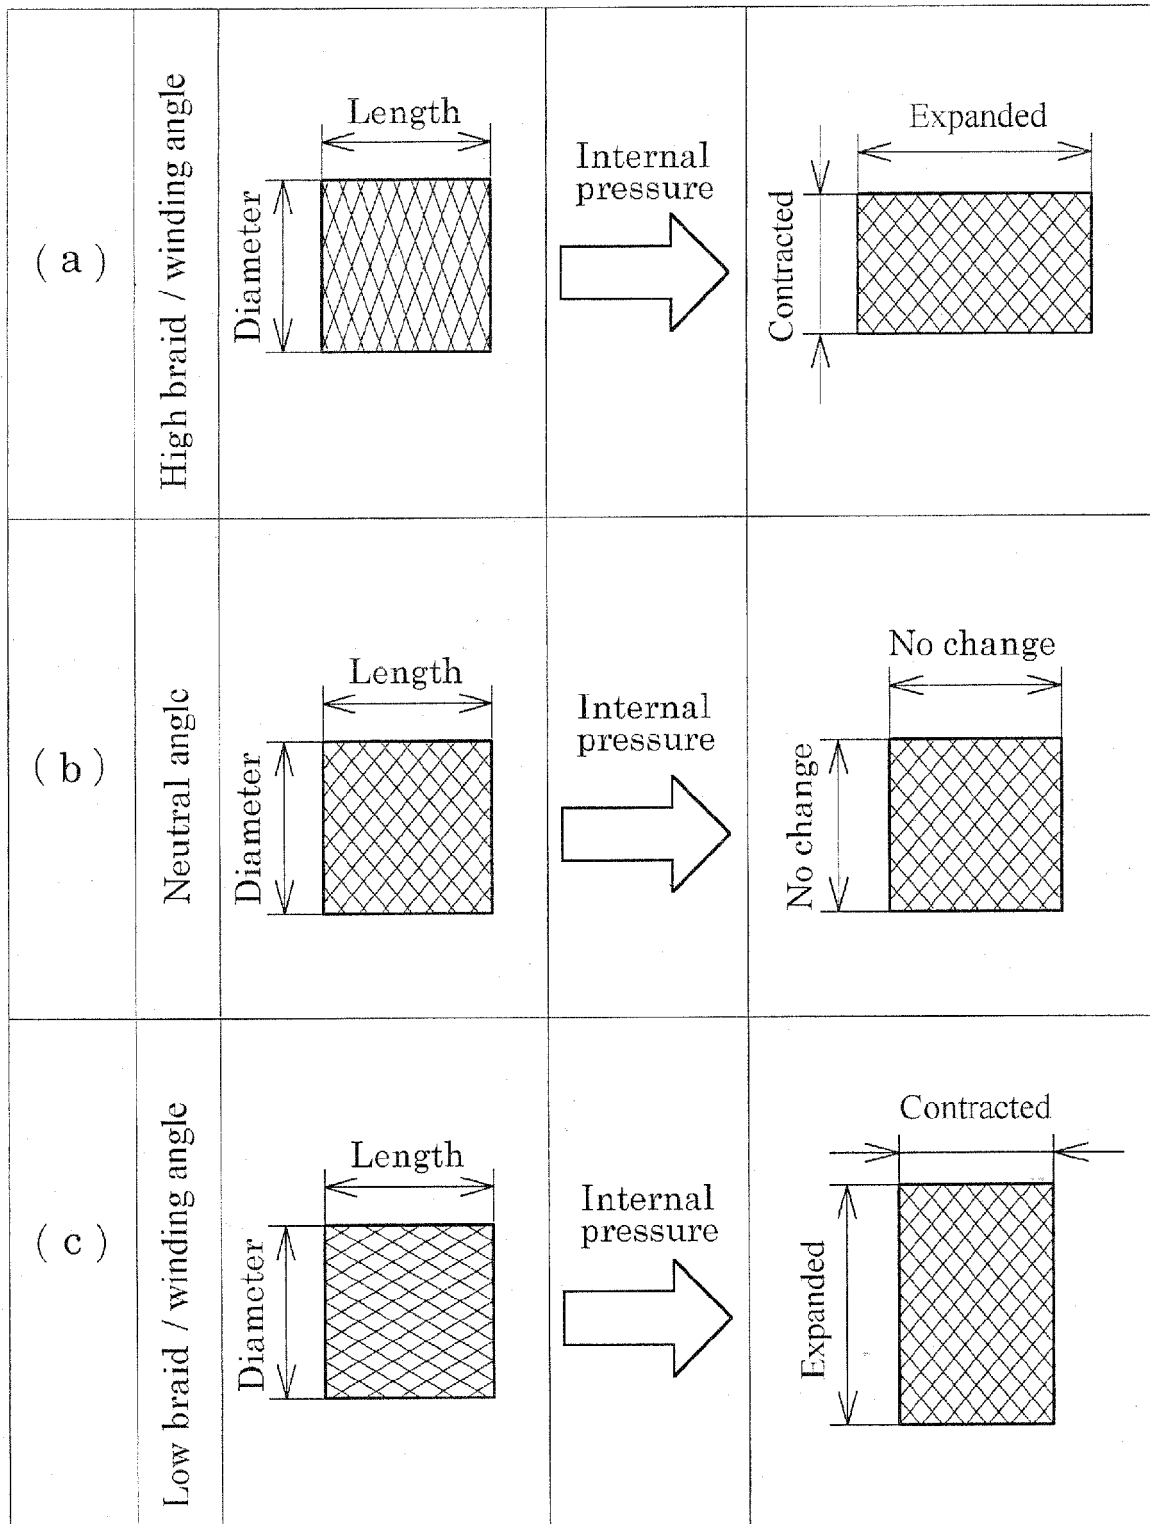 (a)
High braid / winding angle
Length
Diameter
Internal
pressure
Expanded
Contracted
(b)
Neutral angle
Length
Diameter
Internal
pressure
No change
No change
(c)
Low braid / winding angle
Length
Diameter
Internal
pressure
Contracted
Expanded